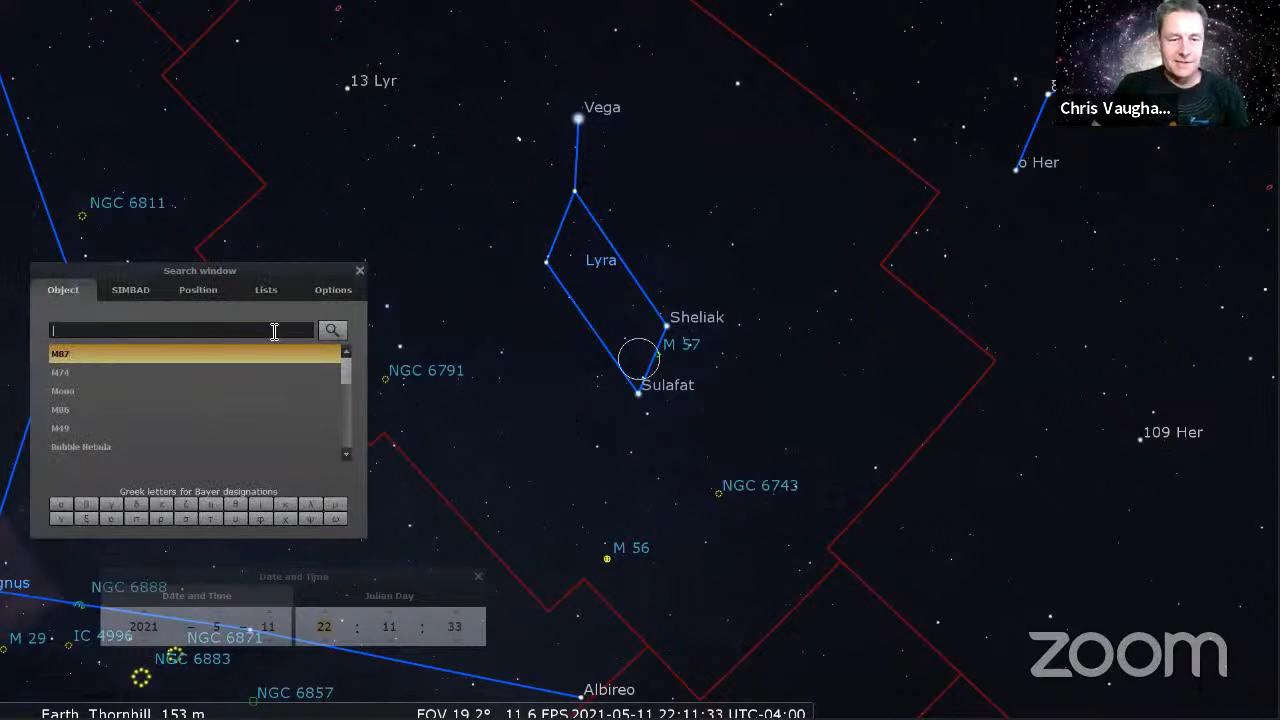 Chris Vaugha...
13 Lyr
Vega
o Her
NGC 6811
Lyra
Search window
Object SIMBAD Position Lists Options
M87
M74
Mono
M86
M49
Bubble Nebula
Greek letters for Bayer designations
α β γ δ ε ζ η θ ι κ λ μ
ν ξ ο π ρ σ τ υ φ χ ψ ω
Sheliak
M 57
NGC 6791
Sulafat
109 Her
NGC 6743
M 56
Date and Time
Date and Time Julian Day
2021 - 5 - 11 22 : 11 : 33
gnus
NGC 6888
M 29
IC 4996
NGC 6871
NGC 6883
NGC 6857
Albireo
zoom
Earth, Thornhill, 153 m FOV 19.2° 11.6 FPS 2021-05-11 22:11:33 UTC-04:00